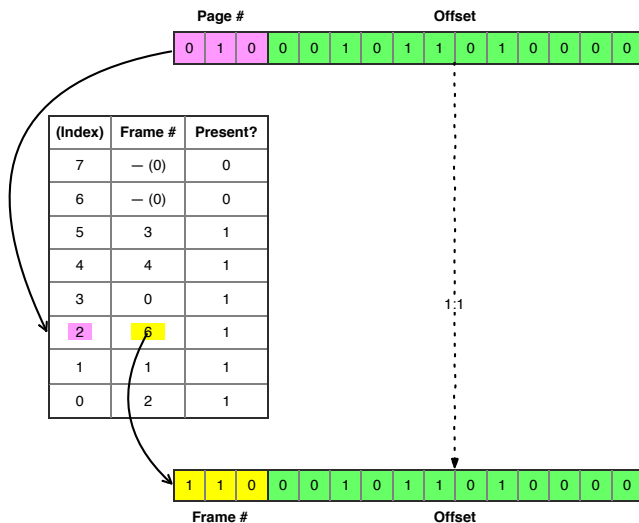 Page # Offset
0 1 0 0 0 1 0 1 1 0 1 0 0 0 0
(Index) Frame # Present?
7 — (0) 0
6 — (0) 0
5 3 1
4 4 1
3 0 1
1:1
2 6 1
1 1 1
0 2 1
1 1 0 0 0 1 0 1 1 0 1 0 0 0 0
Frame # Offset